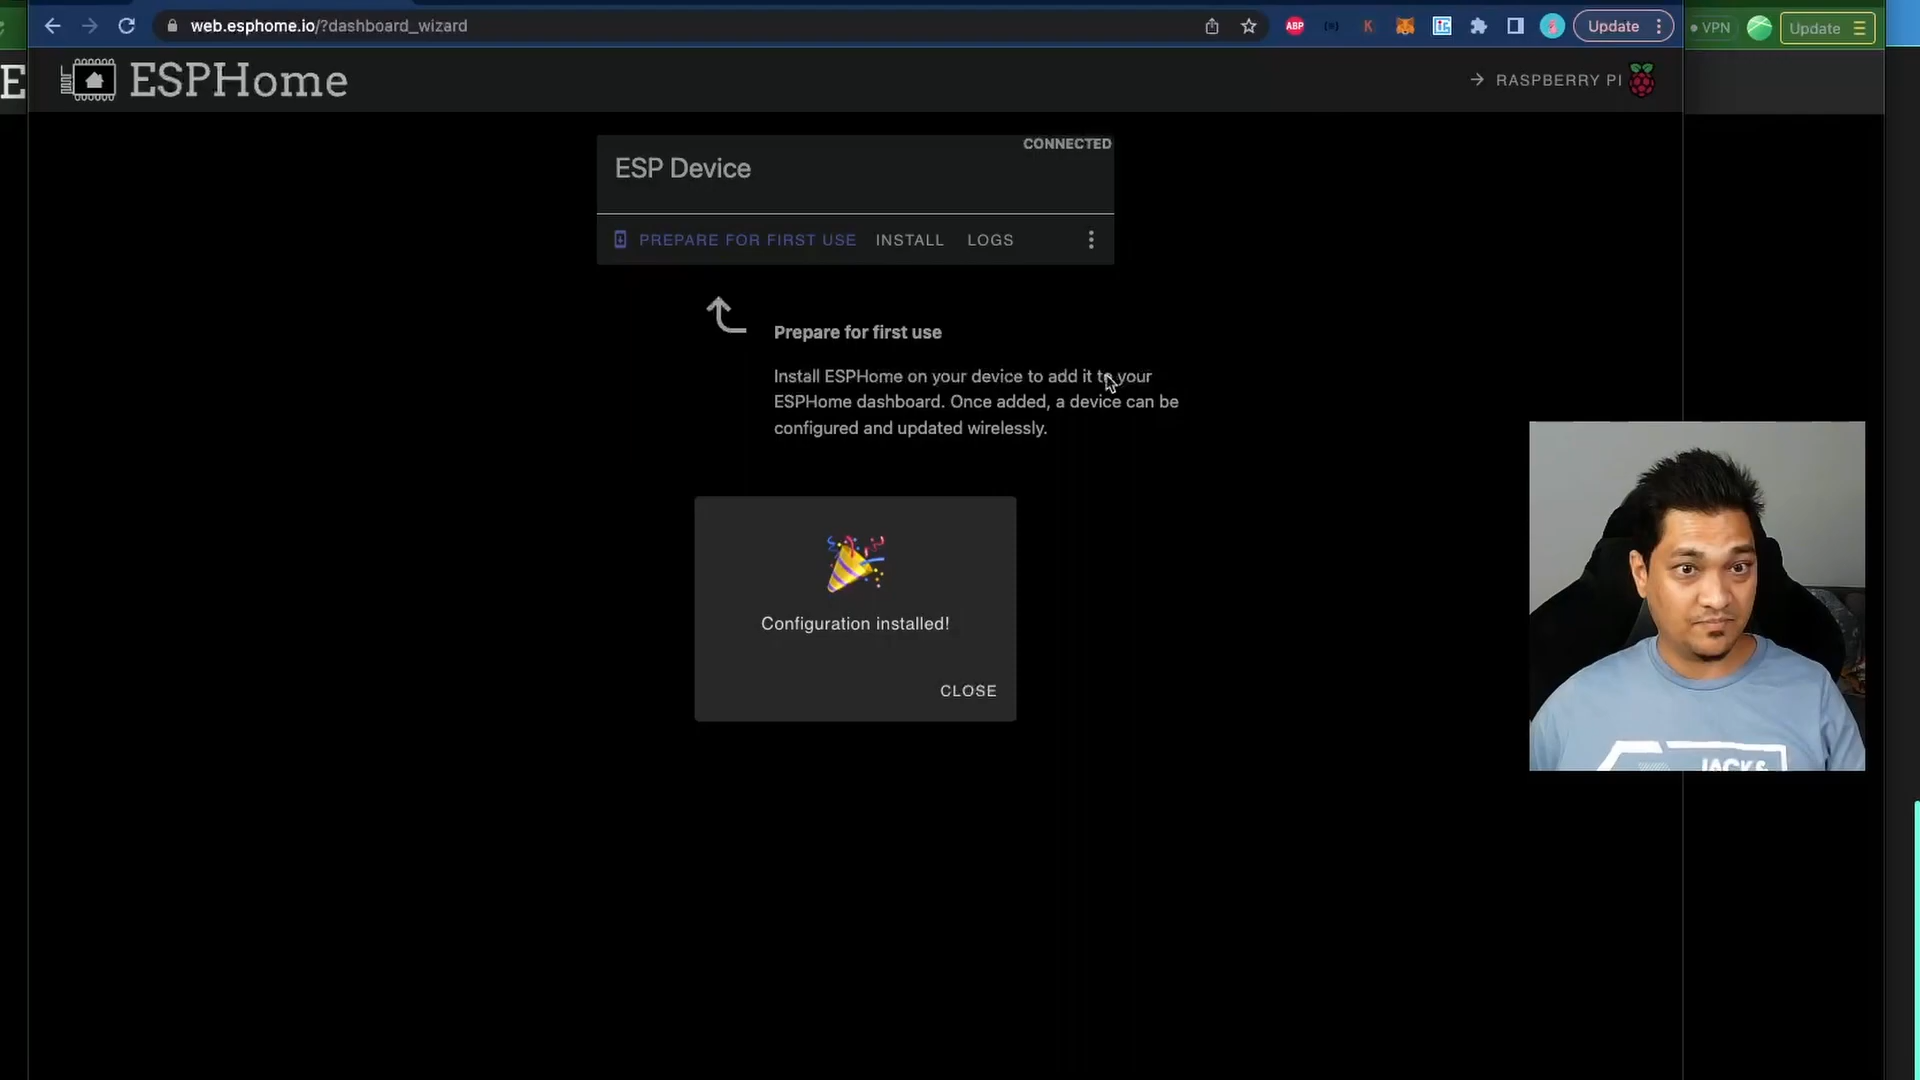 web.esphome.io/?dashboard_wizard
ABP
Update
VPN
Update
E
ESPHome
RASPBERRY PI
CONNECTED
ESP Device
PREPARE FOR FIRST USE INSTALL LOGS
Prepare for first use
Install ESPHome on your device to add it to your
ESPHome dashboard. Once added, a device can be
configured and updated wirelessly.
Configuration installed!
CLOSE
JACK &